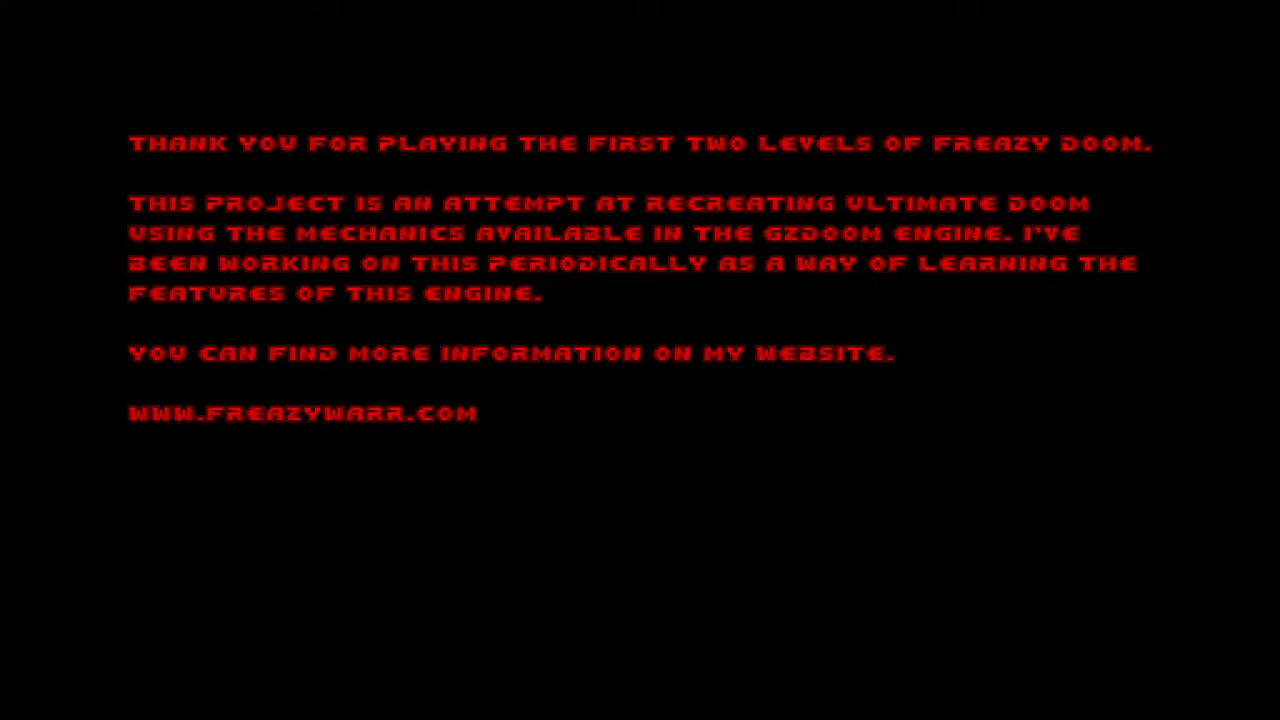 THANK YOU FOR PLAYING THE FIRST TWO LEVELS OF FREAZY DOOM.
THIS PROJECT IS AN ATTEMPT AT RECREATING ULTIMATE DOOM
USING THE MECHANICS AVAILABLE IN THE GZDOOM ENGINE. I'VE
BEEN WORKING ON THIS PERIODICALLY AS A WAY OF LEARNING THE
FEATURES OF THIS ENGINE.
YOU CAN FIND MORE INFORMATION ON MY WEBSITE.
WWW.FREAZYWARR.COM